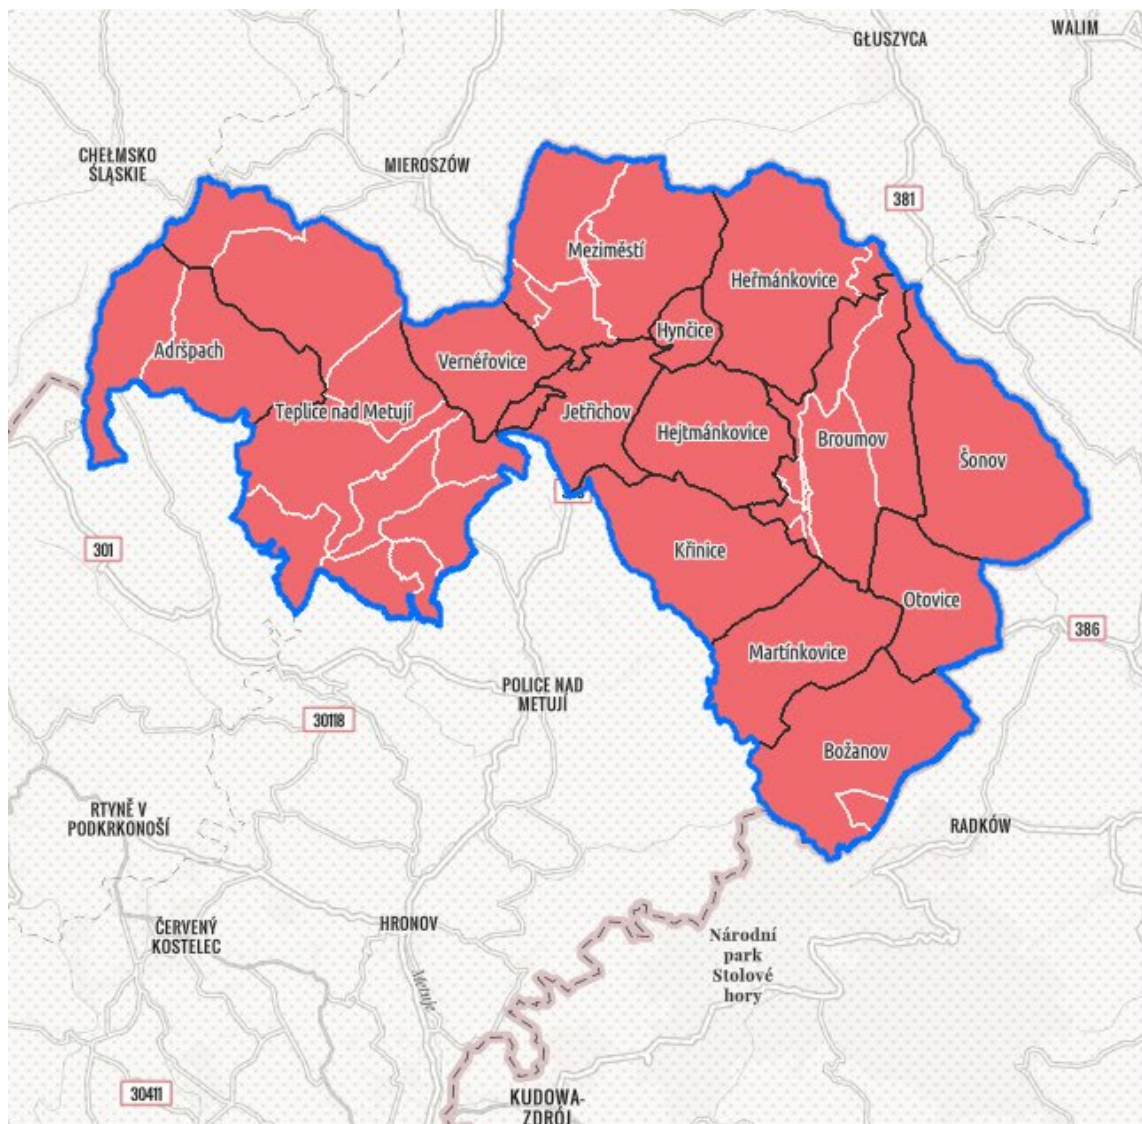 WALIM
GŁUSZYCA
CHEŁMSKO
ŚLĄSKIE
MIEROSZÓW
381
Meziměstí
Heřmánkovice
Hynčice
Adršpach
Vernéřovice
Teplice nad Metují
Jetřichov
Hejtmánkovice
Broumov
Šonov
301
Křinice
Otovice
386
Martínkovice
POLICE NAD
METUJÍ
30118
Božanov
RTYNĚ V
PODKRKONOŠÍ
RADKÓW
ČERVENÝ
KOSTELEC
HRONOV
Národní
park
Stolové
hory
Metuje
30411
KUDOWA-
ZDRÓJ